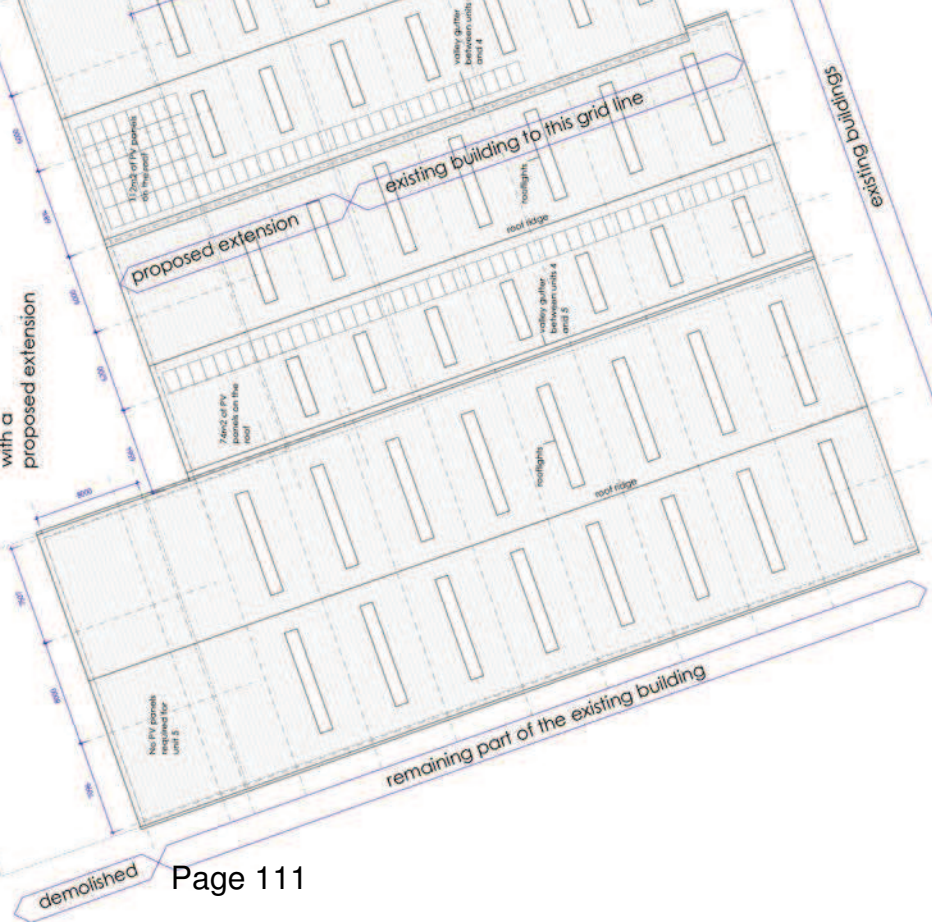 valley gutter
between units
and 4
112m2 of PV panels
on the roof
existing building to this grid line
rooflights
proposed extension
roof ridge
existing buildings
valley gutter
between units 4
and 5
with a
proposed extension
74m2 of PV
panels on the
roof
8000
rooflights
roof ridge
No PV panels
required for
unit 5
remaining part of the existing building
demolished
Page 111